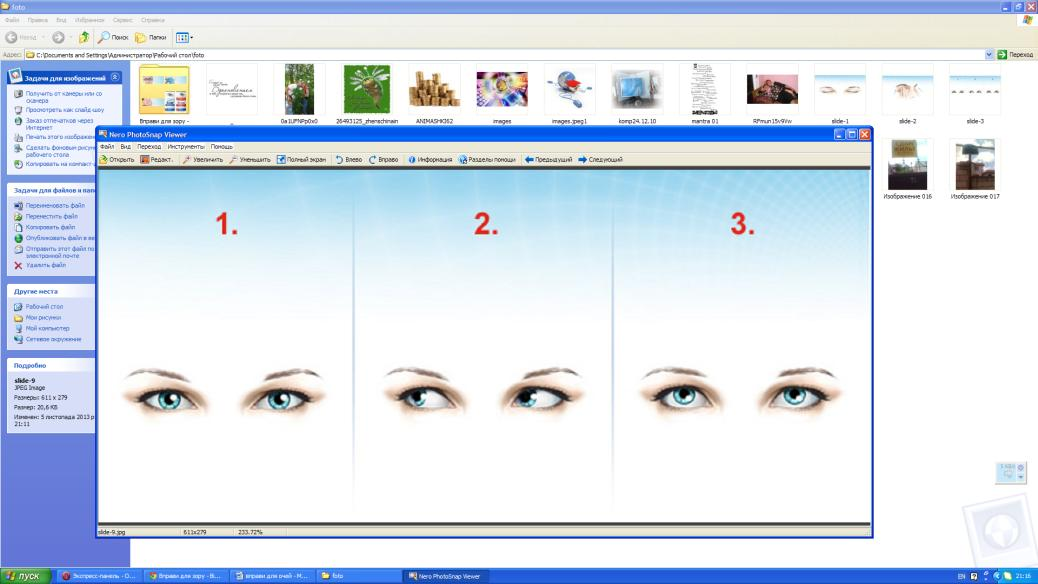 foto
Файл Правка Вид Избранное Сервис Справка
Назад Поиск Папки
Адрес: C:\Documents and Settings\Администратор\Рабочий стол\foto Переход
Задачи для изображений
Получить от камеры или со
сканера
Просмотреть как слайд-шоу
Заказ отпечатков через
Интернет
Печать этого изображен
Сделать фоновым рисунк
рабочего стола
Копировать на компакт-
Задачи для файлов и пап
Переименовать файл
Переместить файл
Копировать файл
Опубликовать файл в ве
Отправить этот файл по
электронной почте
Удалить файл
Другие места
Рабочий стол
Мои рисунки
Мой компьютер
Сетевое окружение
Подробно
slide-9
JPEG Image
Размеры: 611 x 279
Размер: 20,6 КБ
Изменен: 5 листопада 2013 р
21:11
Вправи для зору -
0a1UFNPp0x0
26493125_zhenschinain
ANIMASHKI62
images
images.jpeg1
komp24.12.10
mantra 01
RPmun15v9Vw
slide-1
slide-2
slide-3
Изображение 016
Изображение 017
Nero PhotoSnap Viewer
Файл Вид Переход Инструменты Помощь
Открыть Редакт. Увеличить Уменьшить Полный экран Влево Вправо Информация Разделы помощи Предыдущий Следующий
1. 2. 3.
slide-9.jpg 611x279 233.72%
пуск Экспресс-панель - O... Вправи для зору - В... вправи для очей - M... foto Nero PhotoSnap Viewer EN 21:16